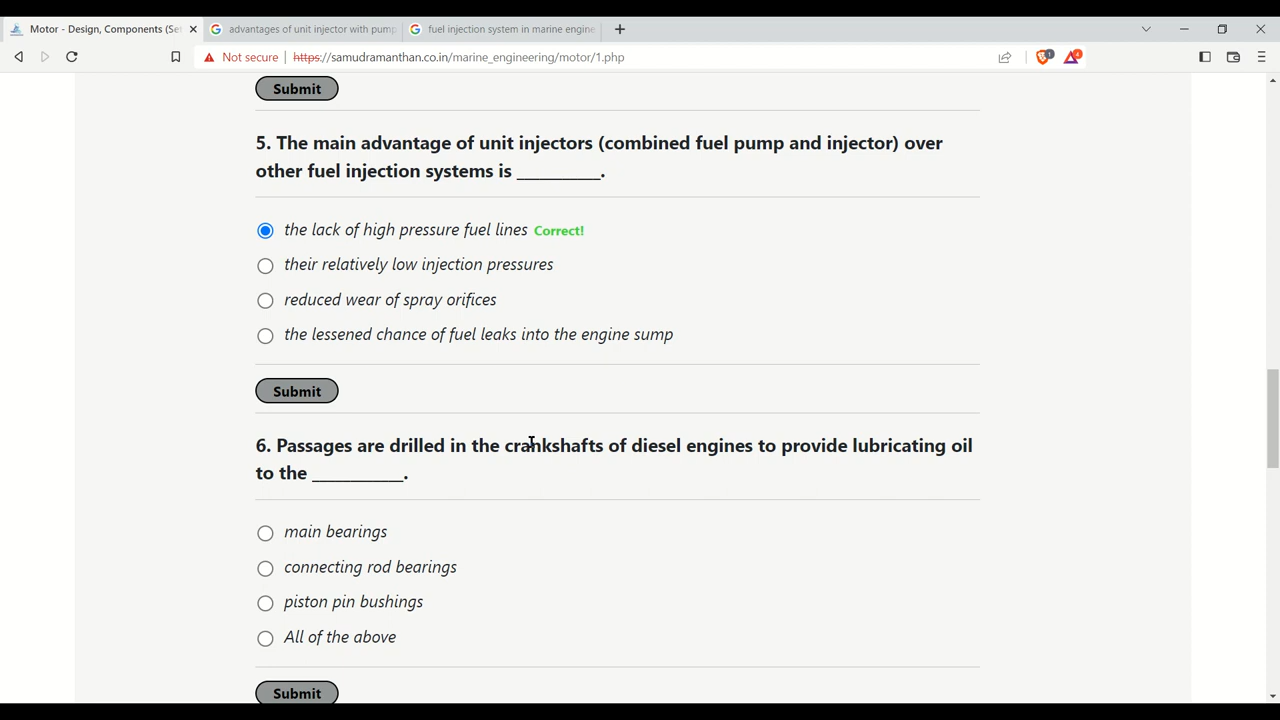 Motor - Design, Components (Se
advantages of unit injector with pump
fuel injection system in marine engine
Not secure
https://samudramanthan.co.in/marine_engineering/motor/1.php
1
4
Submit
5. The main advantage of unit injectors (combined fuel pump and injector) over
other fuel injection systems is __________.
the lack of high pressure fuel lines Correct!
their relatively low injection pressures
reduced wear of spray orifices
the lessened chance of fuel leaks into the engine sump
Submit
6. Passages are drilled in the crankshafts of diesel engines to provide lubricating oil
to the ___________.
main bearings
connecting rod bearings
piston pin bushings
All of the above
Submit